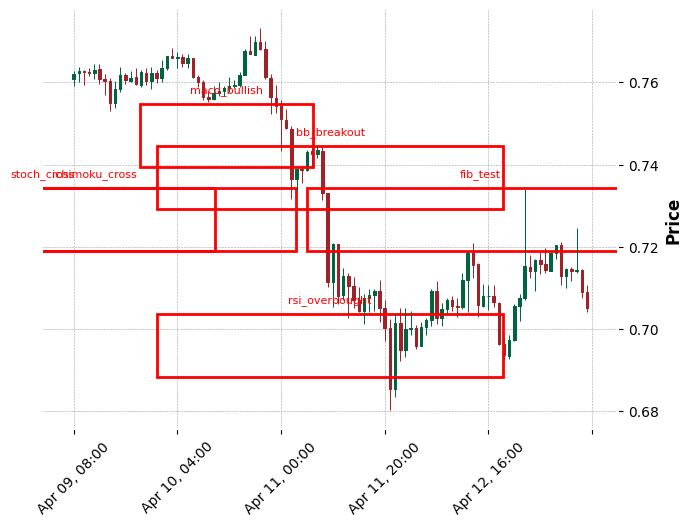 macd_bullish
bb_breakout
stoch_cross
ichimoku_cross
fib_test
rsi_overbought
0.76
0.74
0.72
0.70
0.68
Price
Apr 09, 08:00
Apr 10, 04:00
Apr 11, 00:00
Apr 11, 20:00
Apr 12, 16:00